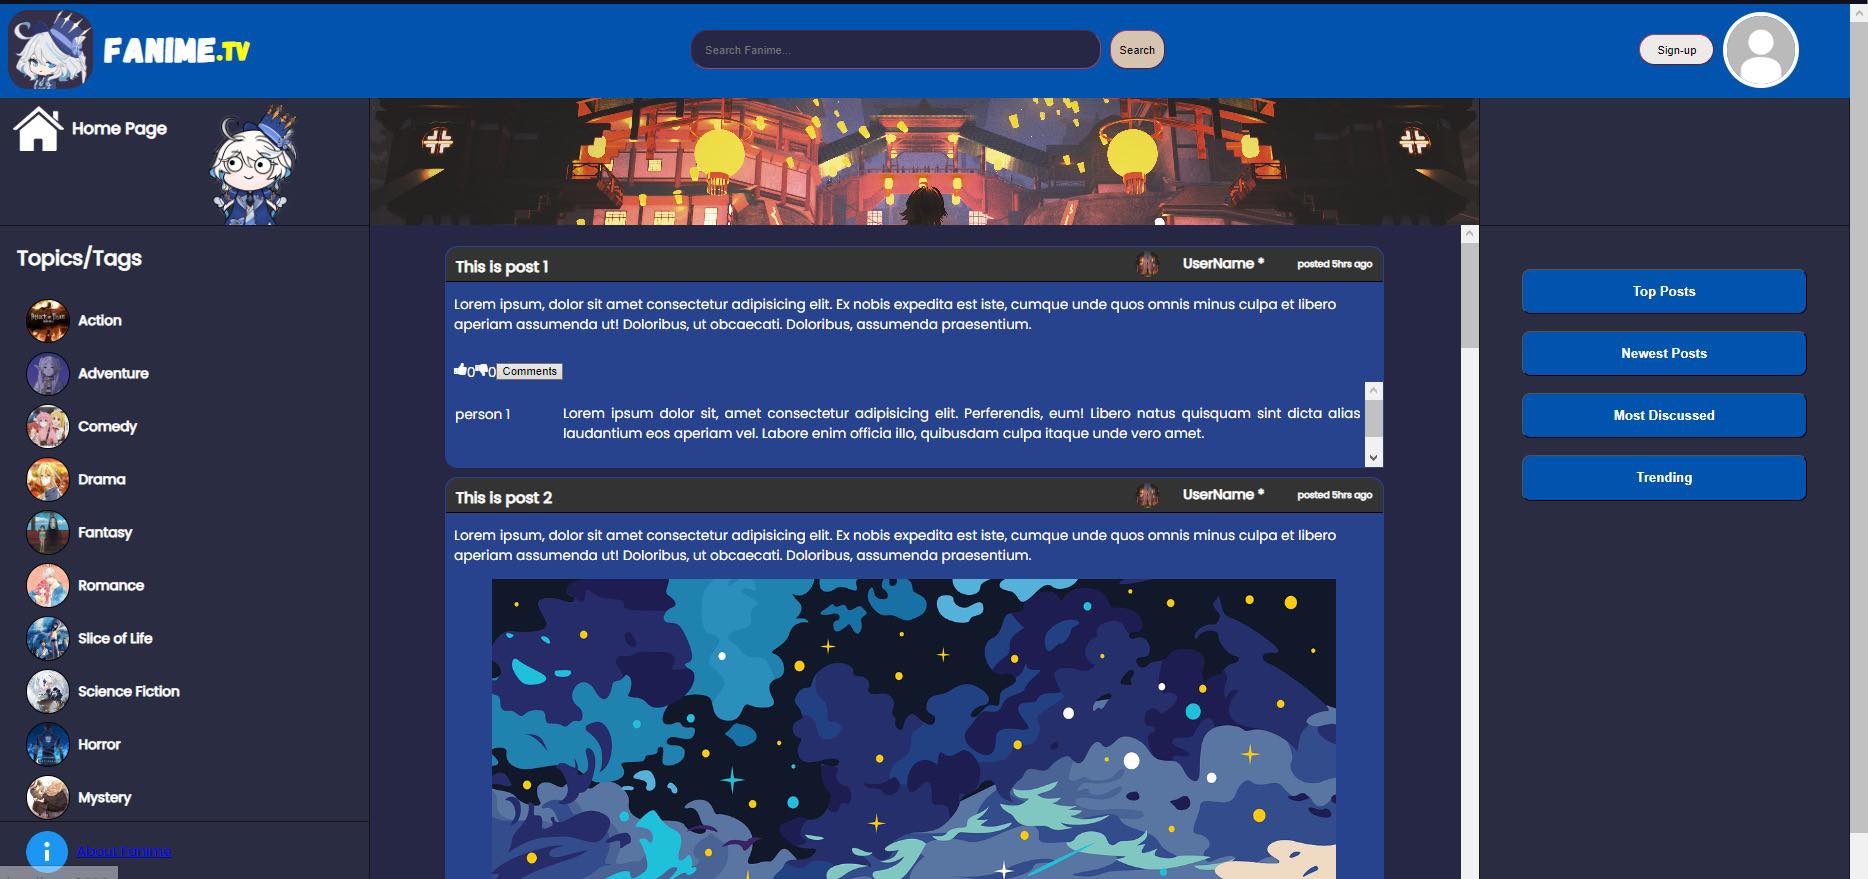 FANIME.TV
Search Fanime...
Search
Sign-up
Home Page
Topics/Tags
Action
Adventure
Comedy
Drama
Fantasy
Romance
Slice of Life
Science Fiction
Horror
Mystery
About Fanime
This is post 1
UserName *
posted 5hrs ago
Lorem ipsum, dolor sit amet consectetur adipisicing elit. Ex nobis expedita est iste, cumque unde quos omnis minus culpa et libero
aperiam assumenda ut! Doloribus, ut obcaecati. Doloribus, assumenda praesentium.
0 0 Comments
person 1
Lorem ipsum dolor sit, amet consectetur adipisicing elit. Perferendis, eum! Libero natus quisquam sint dicta alias
laudantium eos aperiam vel. Labore enim officia illo, quibusdam culpa itaque unde vero amet.
This is post 2
UserName *
posted 5hrs ago
Lorem ipsum, dolor sit amet consectetur adipisicing elit. Ex nobis expedita est iste, cumque unde quos omnis minus culpa et libero
aperiam assumenda ut! Doloribus, ut obcaecati. Doloribus, assumenda praesentium.
Top Posts
Newest Posts
Most Discussed
Trending